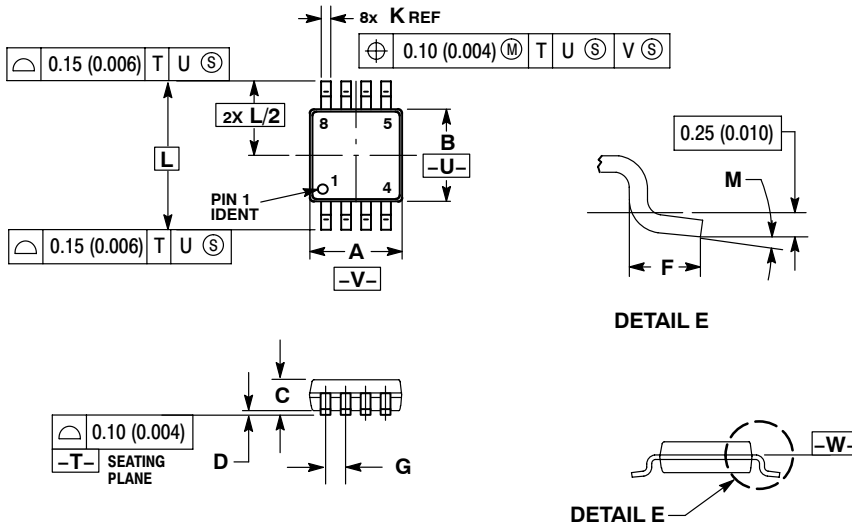 8x K REF
0.15 (0.006) T U Ⓢ
0.10 (0.004) Ⓜ T U Ⓢ V Ⓢ
2X L/2
8 5
B
–U–
L
1 4
PIN 1
IDENT
0.15 (0.006) T U Ⓢ
A
–V–
0.25 (0.010)
M
F
DETAIL E
C
0.10 (0.004)
–T– SEATING
PLANE
D
G
–W–
DETAIL E